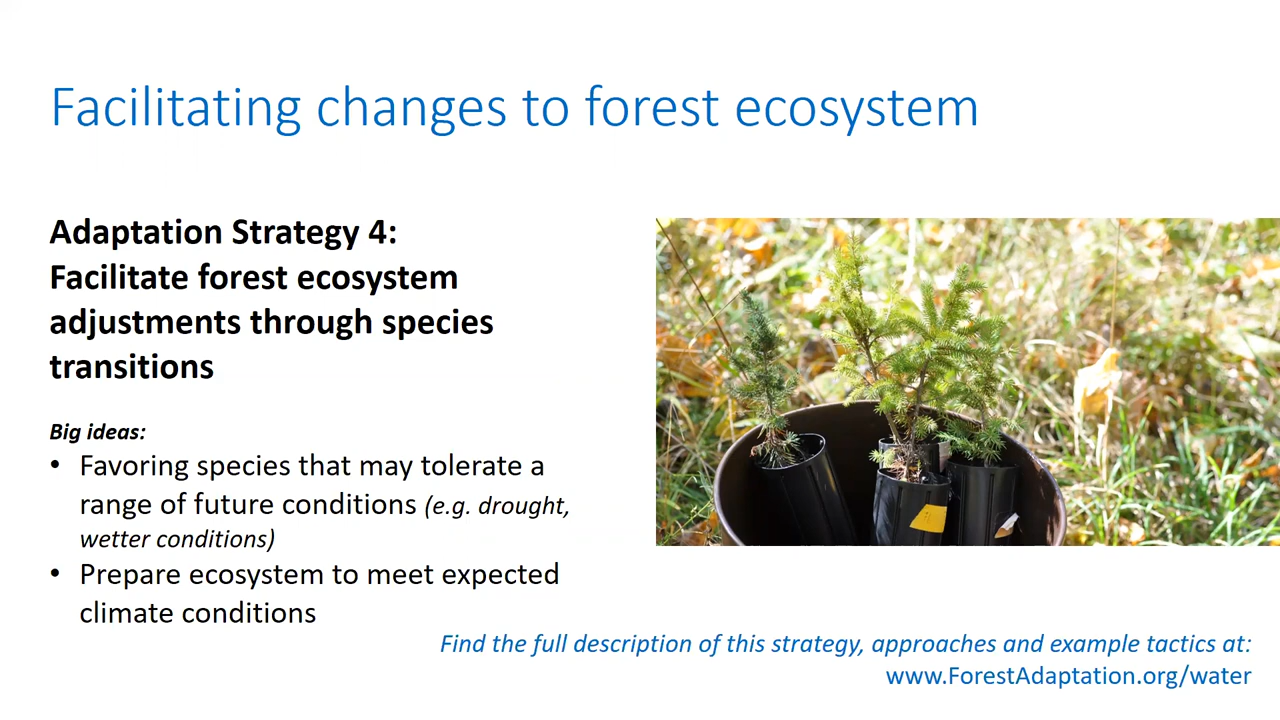 Facilitating changes to forest ecosystem
Adaptation Strategy 4:
Facilitate forest ecosystem
adjustments through species
transitions
Big ideas:
• Favoring species that may tolerate a
range of future conditions (e.g. drought,
wetter conditions)
• Prepare ecosystem to meet expected
climate conditions
Find the full description of this strategy, approaches and example tactics at:
www.ForestAdaptation.org/water